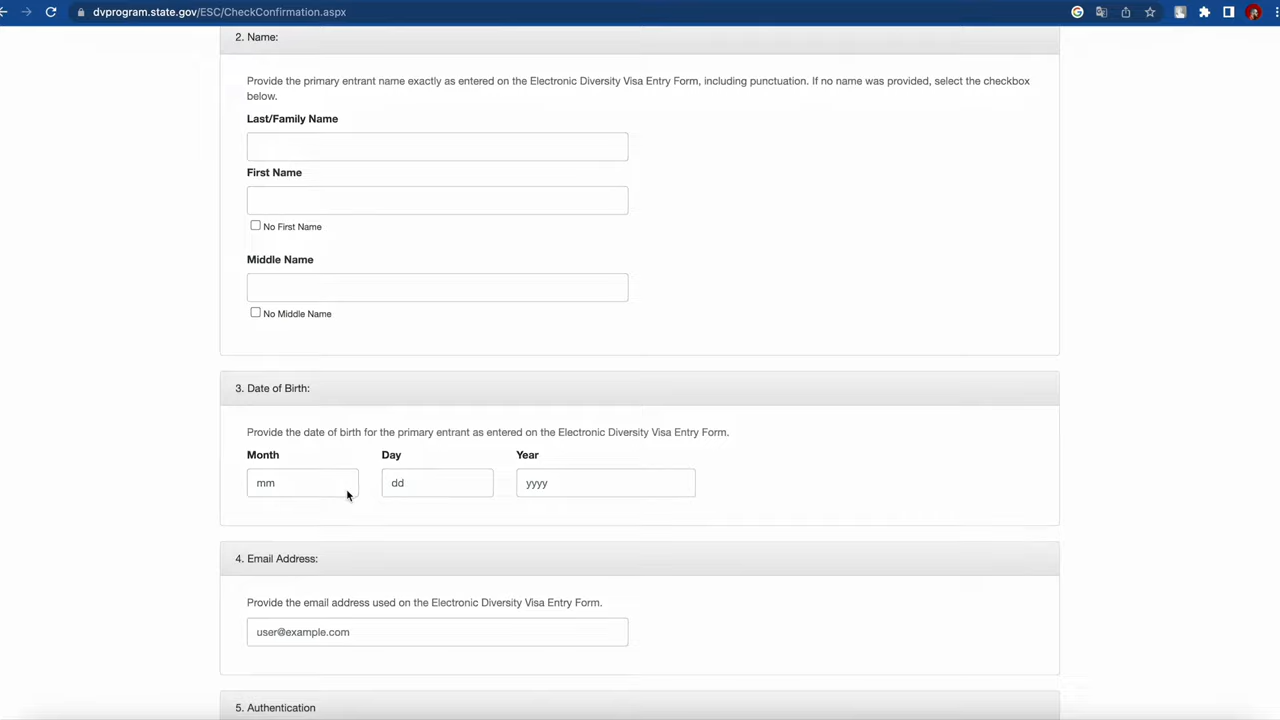 dvprogram.state.gov/ESC/CheckConfirmation.aspx
2. Name:
Provide the primary entrant name exactly as entered on the Electronic Diversity Visa Entry Form, including punctuation. If no name was provided, select the checkbox
below.
Last/Family Name
First Name
No First Name
Middle Name
No Middle Name
3. Date of Birth:
Provide the date of birth for the primary entrant as entered on the Electronic Diversity Visa Entry Form.
Month Day Year
mm dd yyyy
4. Email Address:
Provide the email address used on the Electronic Diversity Visa Entry Form.
user@example.com
5. Authentication